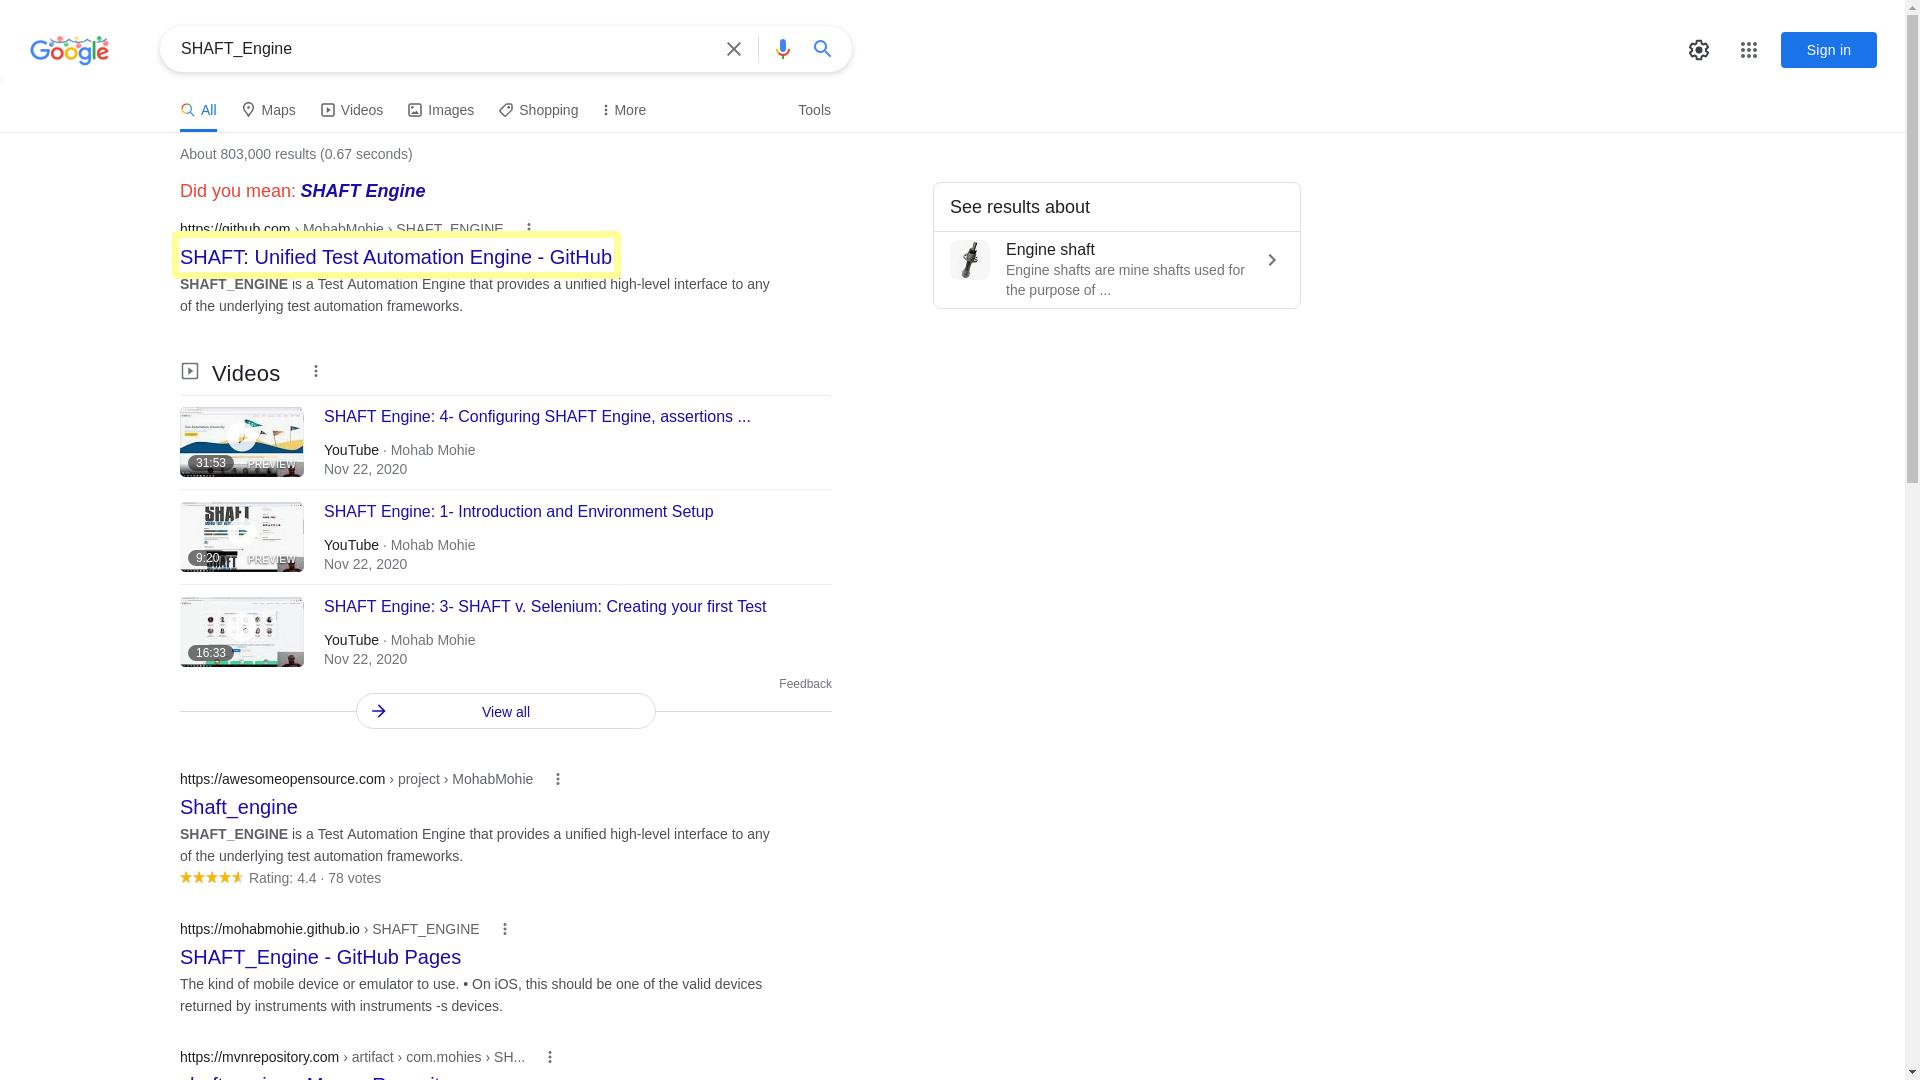 Google
SHAFT_Engine
Sign in
All
Maps
Videos
Images
Shopping
More
Tools
About 803,000 results (0.67 seconds)
Did you mean: SHAFT Engine
https://github.com › MohabMohie › SHAFT_ENGINE
SHAFT: Unified Test Automation Engine - GitHub
SHAFT_ENGINE is a Test Automation Engine that provides a unified high-level interface to any
of the underlying test automation frameworks.
See results about
Engine shaft
Engine shafts are mine shafts used for
the purpose of ...
Videos
SHAFT Engine: 4- Configuring SHAFT Engine, assertions ...
31:53
PREVIEW
YouTube · Mohab Mohie
Nov 22, 2020
SHAFT
SHAFT Engine: 1- Introduction and Environment Setup
9:20
PREVIEW
YouTube · Mohab Mohie
Nov 22, 2020
SHAFT Engine: 3- SHAFT v. Selenium: Creating your first Test
16:33
YouTube · Mohab Mohie
Nov 22, 2020
Feedback
View all
https://awesomeopensource.com › project › MohabMohie
Shaft_engine
SHAFT_ENGINE is a Test Automation Engine that provides a unified high-level interface to any
of the underlying test automation frameworks.
Rating: 4.4 · 78 votes
https://mohabmohie.github.io › SHAFT_ENGINE
SHAFT_Engine - GitHub Pages
The kind of mobile device or emulator to use. • On iOS, this should be one of the valid devices
returned by instruments with instruments -s devices.
https://mvnrepository.com › artifact › com.mohies › SH...